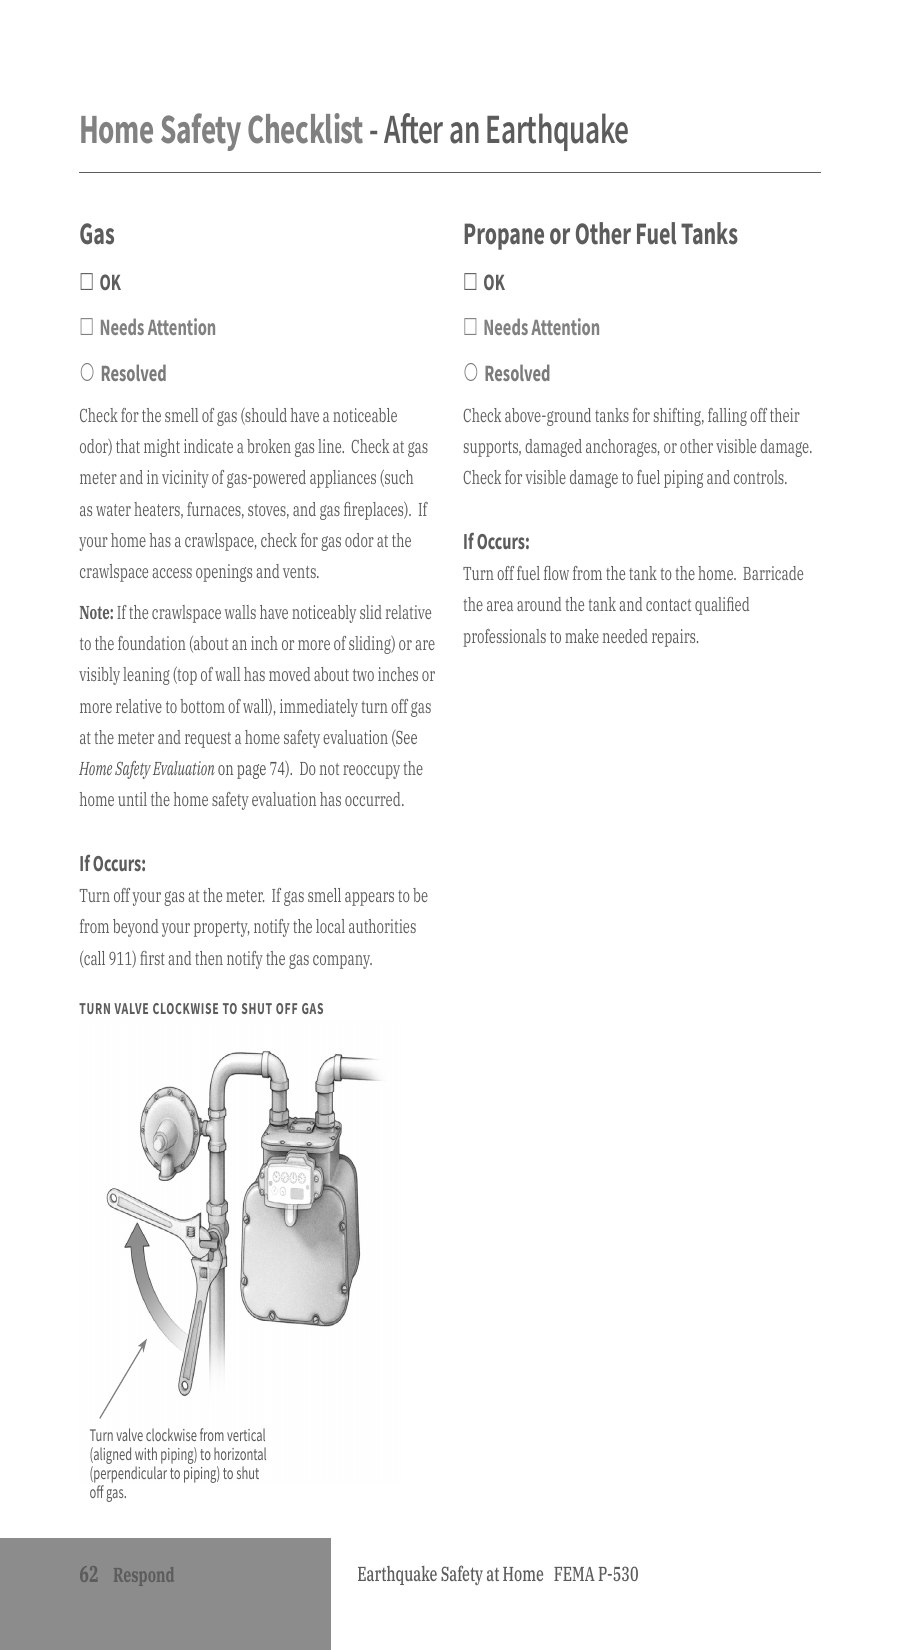 Home Safety Checklist - After an Earthquake
Gas
OK
Needs Attention
Resolved
Check for the smell of gas (should have a noticeable
odor) that might indicate a broken gas line.  Check at gas
meter and in vicinity of gas-powered appliances (such
as water heaters, furnaces, stoves, and gas fireplaces).  If
your home has a crawlspace, check for gas odor at the
crawlspace access openings and vents.
Note: If the crawlspace walls have noticeably slid relative
to the foundation (about an inch or more of sliding) or are
visibly leaning (top of wall has moved about two inches or
more relative to bottom of wall), immediately turn off gas
at the meter and request a home safety evaluation (See
Home Safety Evaluation on page 74).  Do not reoccupy the
home until the home safety evaluation has occurred.
If Occurs:
Turn off your gas at the meter.  If gas smell appears to be
from beyond your property, notify the local authorities
(call 911) first and then notify the gas company.
TURN VALVE CLOCKWISE TO SHUT OFF GAS
Turn valve clockwise from vertical
(aligned with piping) to horizontal
(perpendicular to piping) to shut
off gas.
Propane or Other Fuel Tanks
OK
Needs Attention
Resolved
Check above-ground tanks for shifting, falling off their
supports, damaged anchorages, or other visible damage.
Check for visible damage to fuel piping and controls.
If Occurs:
Turn off fuel flow from the tank to the home.  Barricade
the area around the tank and contact qualified
professionals to make needed repairs.
62 Respond
Earthquake Safety at Home FEMA P-530